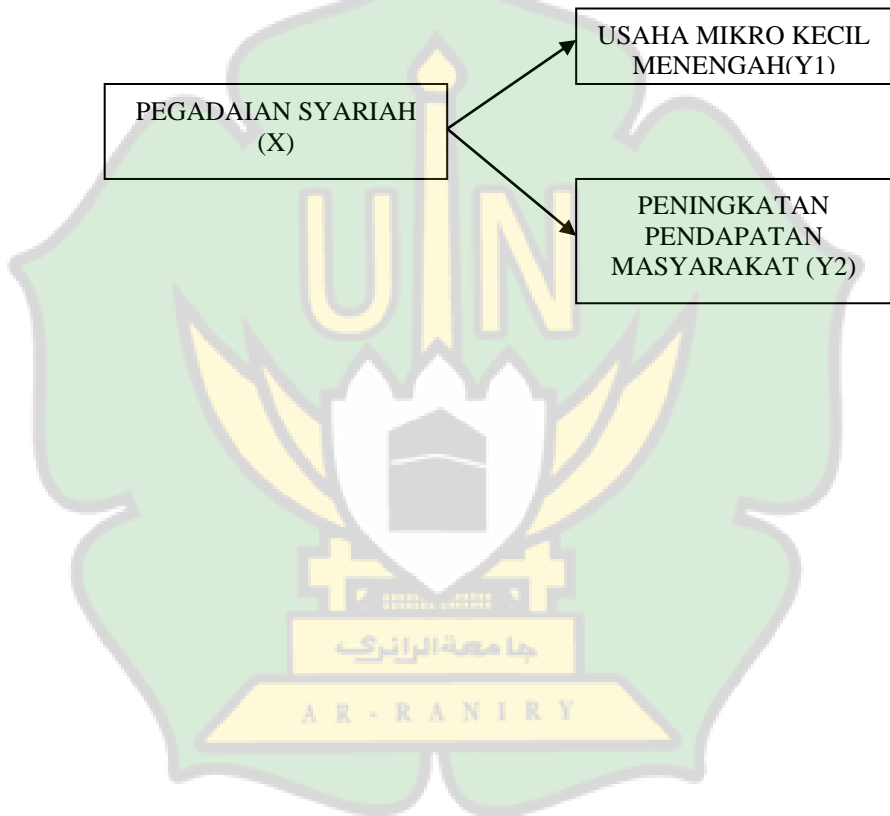 USAHA MIKRO KECIL
MENENGAH(Y1)
PEGADAIAN SYARIAH
(X)
PENINGKATAN
PENDAPATAN
MASYARAKAT (Y2)
UIN
جامعة الرانري
AR-RANIRY